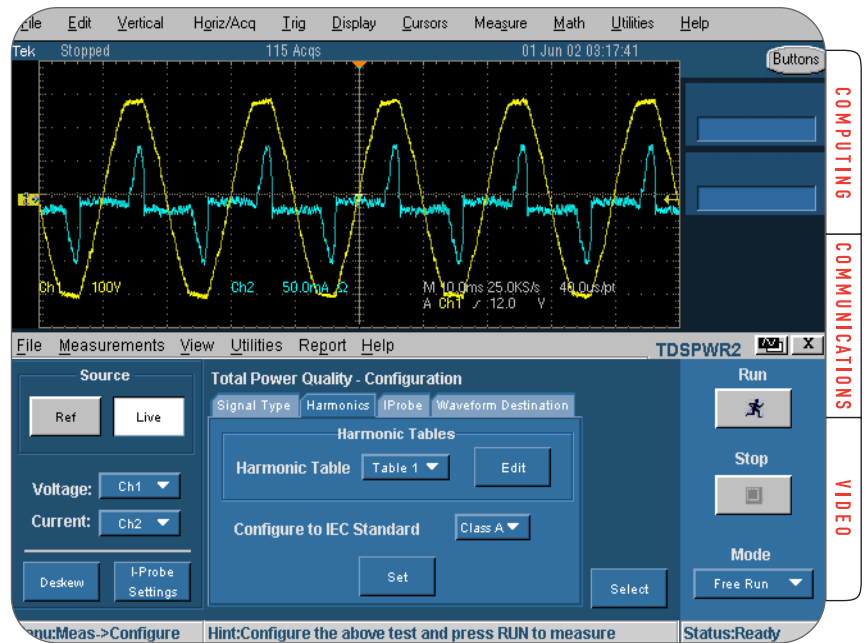 File Edit Vertical Horiz/Acq Trig Display Cursors Measure Math Utilities Help
Tek Stopped 115 Acqs 01 Jun 02 03:17:41
Buttons
Ch1 100V Ch2 50.0mA Ω M 10.0ms 25.0KS/s 40.0us/pt
A Ch1 / 12.0 V
File Measurements View Utilities Report Help
TDSPWR2 X
Source
Ref Live
Voltage: Ch1
Current: Ch2
Deskew
I-Probe
Settings
Total Power Quality - Configuration
Signal Type Harmonics IProbe Waveform Destination
Harmonic Tables
Harmonic Table Table 1 Edit
Configure to IEC Standard Class A
Set
Select
Run
Stop
Mode
Free Run
Menu:Meas->Configure Hint:Configure the above test and press RUN to measure Status:Ready
COMPUTING
COMMUNICATIONS
VIDEO